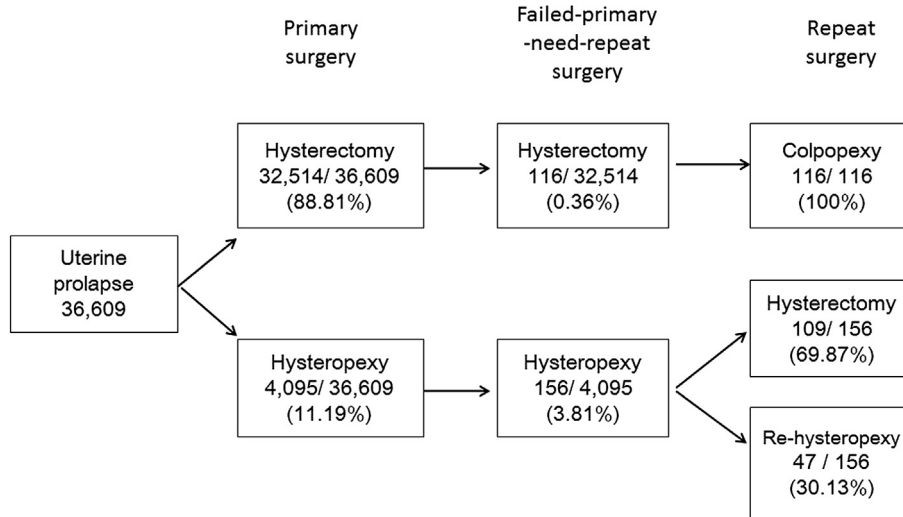 Primary
surgery
Failed-primary
-need-repeat
surgery
Repeat
surgery
Uterine
prolapse
36,609
Hysterectomy
32,514/ 36,609
(88.81%)
Hysterectomy
116/ 32,514
(0.36%)
Colpopexy
116/ 116
(100%)
Hysteropexy
4,095/ 36,609
(11.19%)
Hysteropexy
156/ 4,095
(3.81%)
Hysterectomy
109/ 156
(69.87%)
Re-hysteropexy
47 / 156
(30.13%)